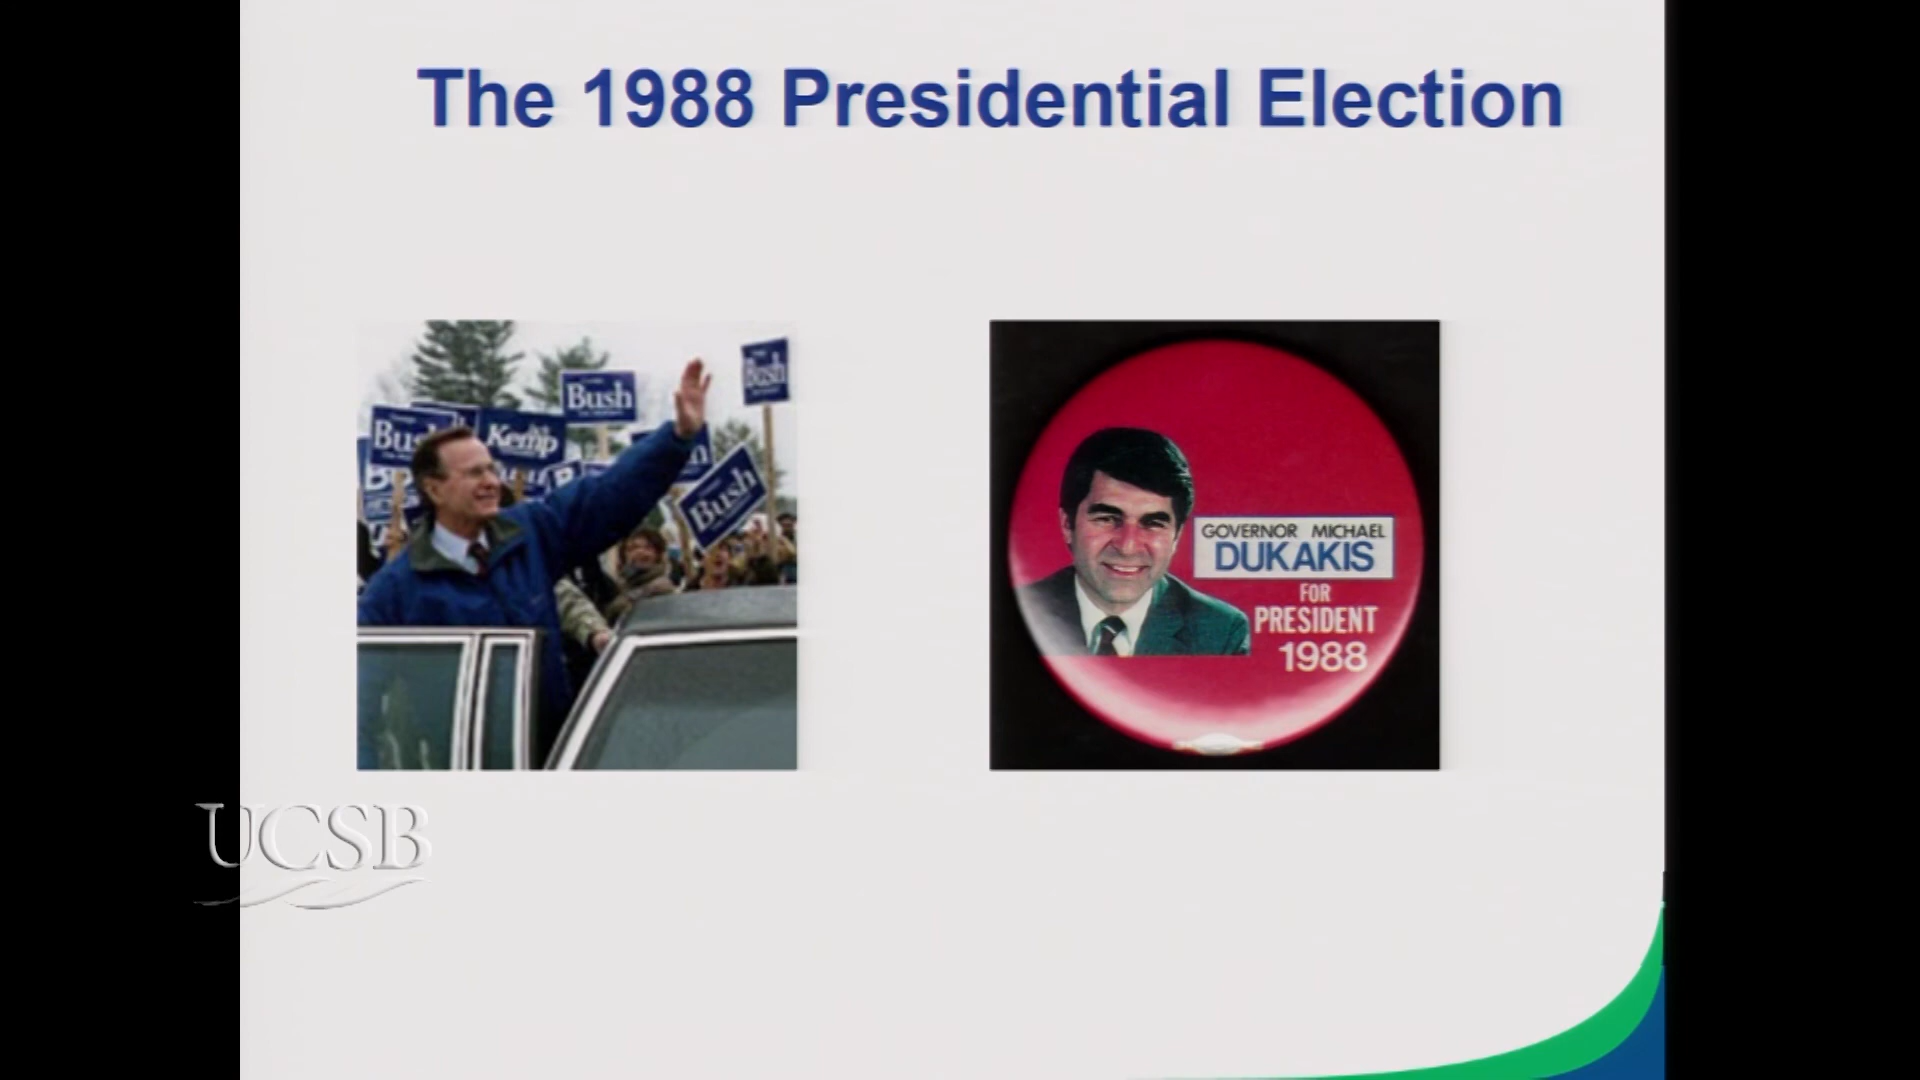 The 1988 Presidential Election
Bush
Bush
Bush
Kemp
Bush
GOVERNOR MICHAEL
DUKAKIS
FOR
PRESIDENT
1988
UCSB